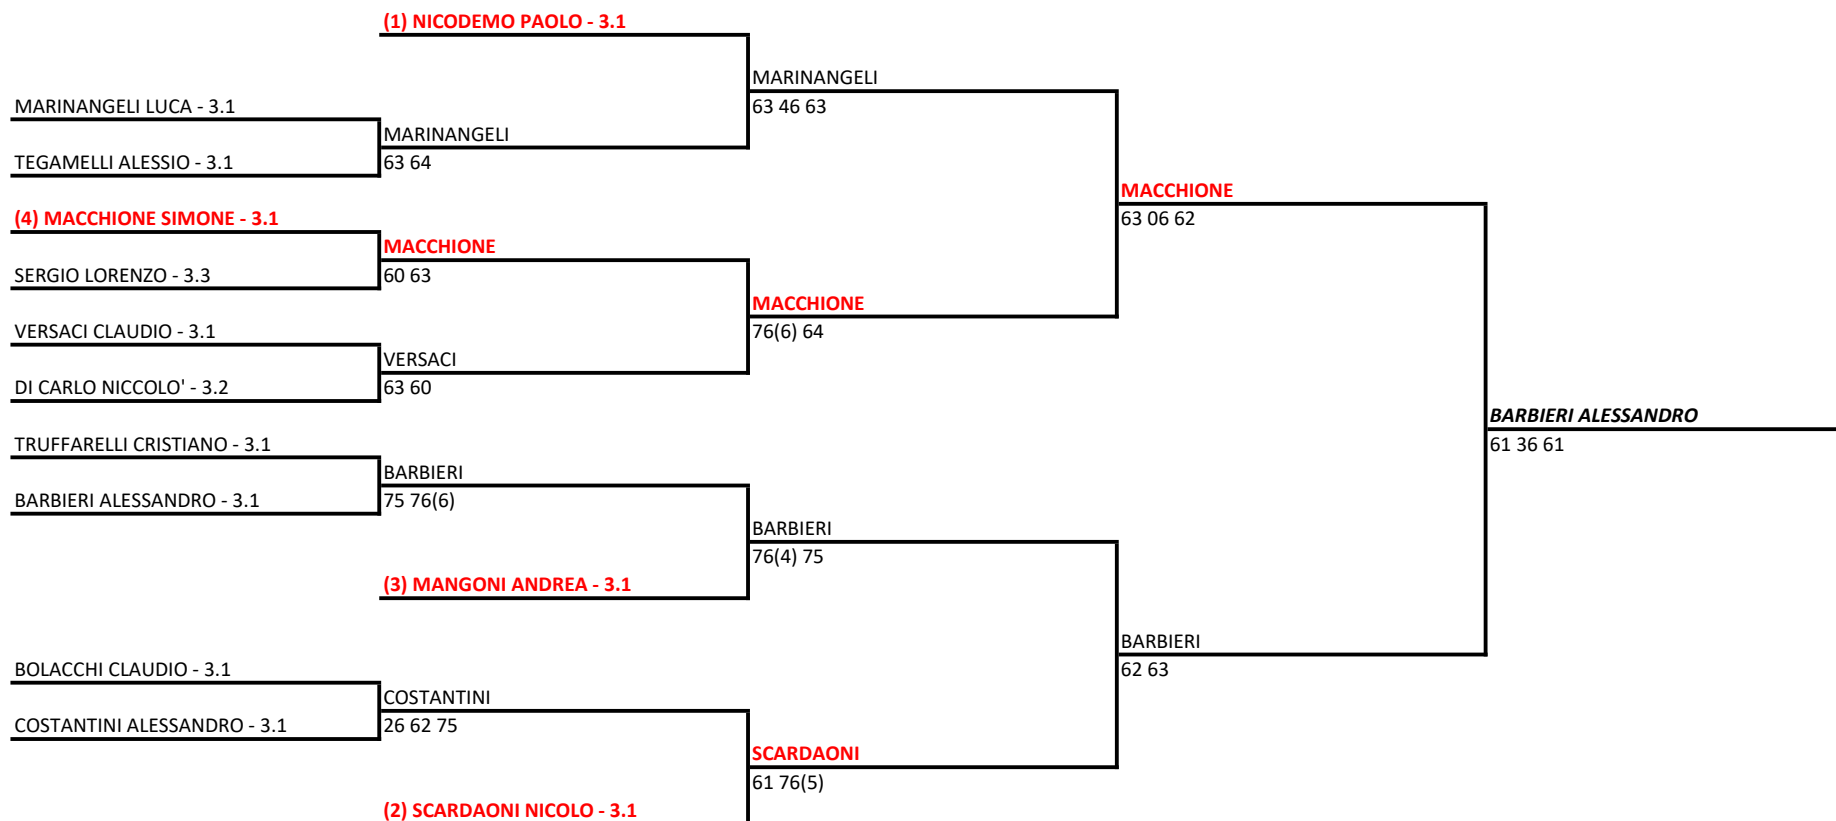 (1) NICODEMO PAOLO - 3.1
MARINANGELI
MARINANGELI LUCA - 3.1
63 46 63
MARINANGELI
TEGAMELLI ALESSIO - 3.1
63 64
MACCHIONE
(4) MACCHIONE SIMONE - 3.1
63 06 62
MACCHIONE
SERGIO LORENZO - 3.3
60 63
MACCHIONE
VERSACI CLAUDIO - 3.1
76(6) 64
VERSACI
DI CARLO NICCOLO' - 3.2
63 60
BARBIERI ALESSANDRO
TRUFFARELLI CRISTIANO - 3.1
61 36 61
BARBIERI
BARBIERI ALESSANDRO - 3.1
75 76(6)
BARBIERI
76(4) 75
(3) MANGONI ANDREA - 3.1
BARBIERI
BOLACCHI CLAUDIO - 3.1
62 63
COSTANTINI
COSTANTINI ALESSANDRO - 3.1
26 62 75
SCARDAONI
61 76(5)
(2) SCARDAONI NICOLO - 3.1